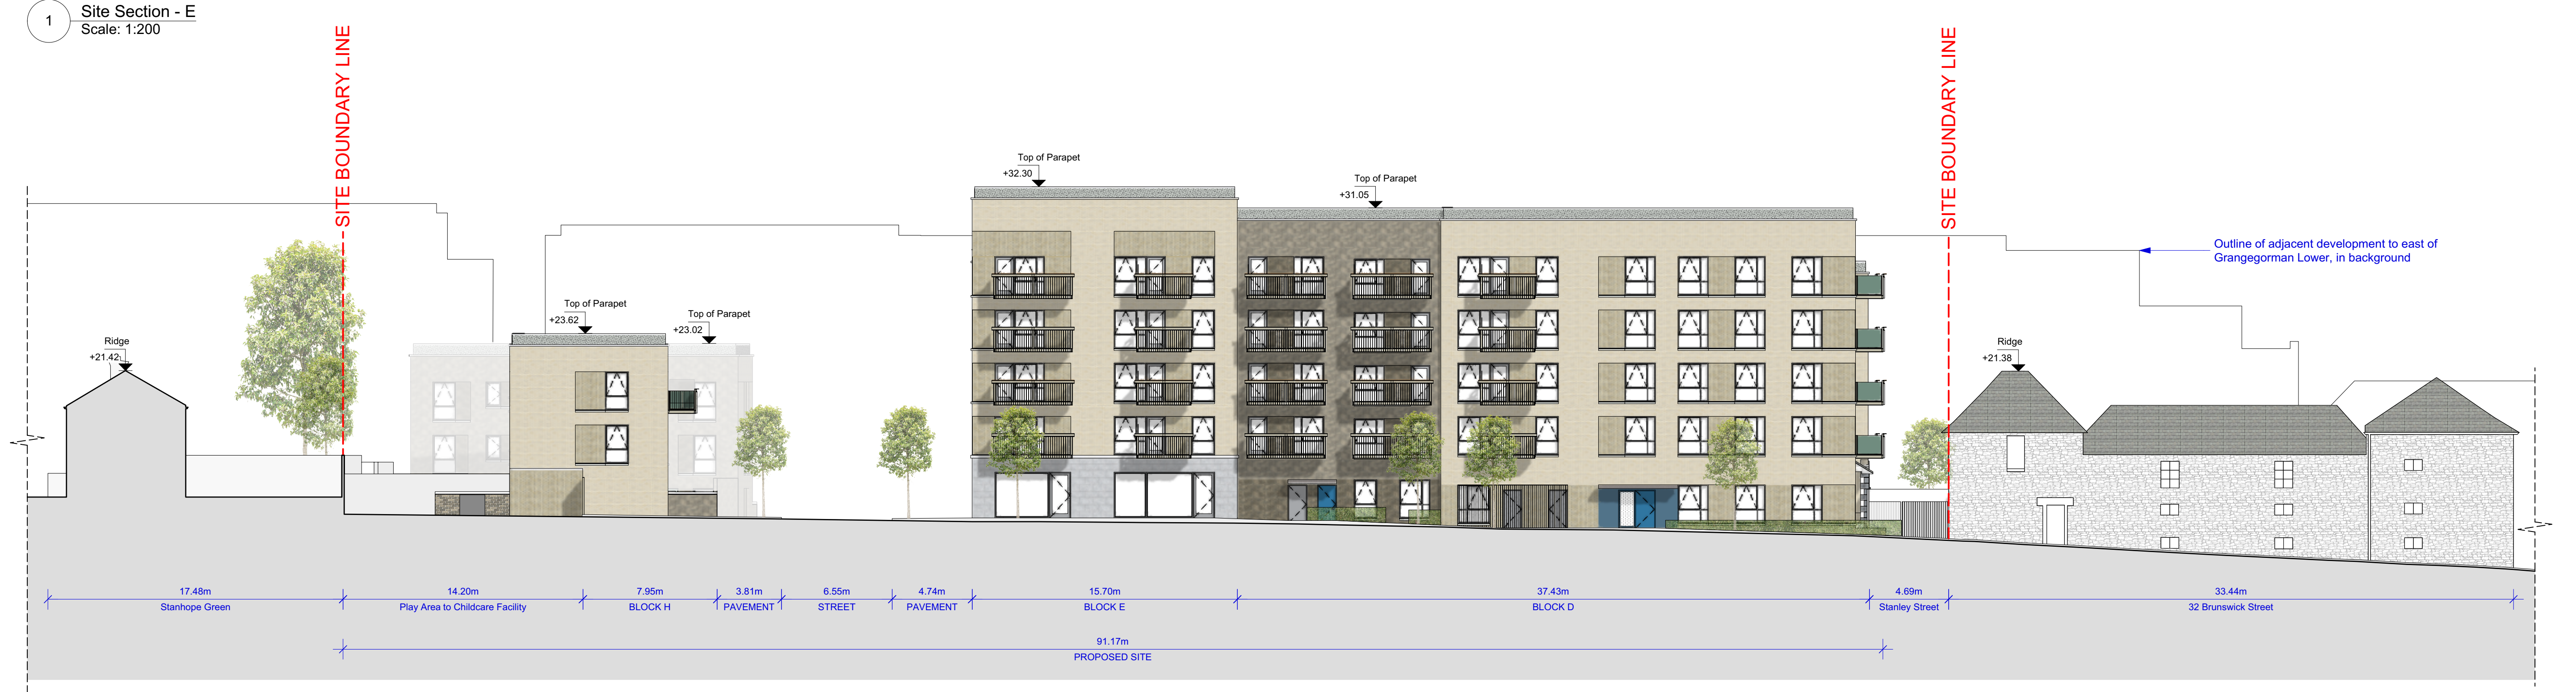 1
Site Section - E
Scale: 1:200
SITE BOUNDARY LINE
SITE BOUNDARY LINE
Top of Parapet
+32.30
Top of Parapet
+31.05
Outline of adjacent development to east of
Grangegorman Lower, in background
Top of Parapet
+23.62
Top of Parapet
+23.02
Ridge
+21.42
Ridge
+21.38
17.48m
Stanhope Green
14.20m
Play Area to Childcare Facility
7.95m
BLOCK H
3.81m
PAVEMENT
6.55m
STREET
4.74m
PAVEMENT
15.70m
BLOCK E
37.43m
BLOCK D
4.69m
Stanley Street
33.44m
32 Brunswick Street
91.17m
PROPOSED SITE